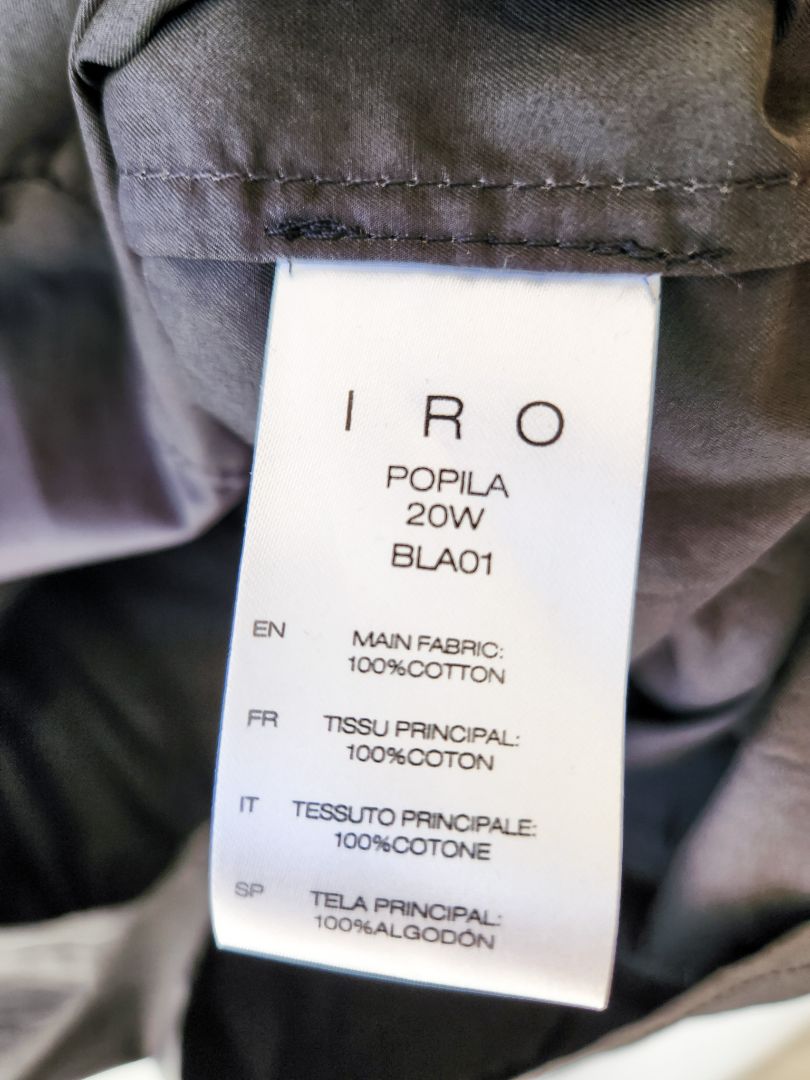 I R O
POPILA
20W
BLA01
EN MAIN FABRIC:
100%COTTON
FR TISSU PRINCIPAL:
100%COTON
IT TESSUTO PRINCIPALE:
100%COTONE
SP TELA PRINCIPAL:
100%ALGODÓN